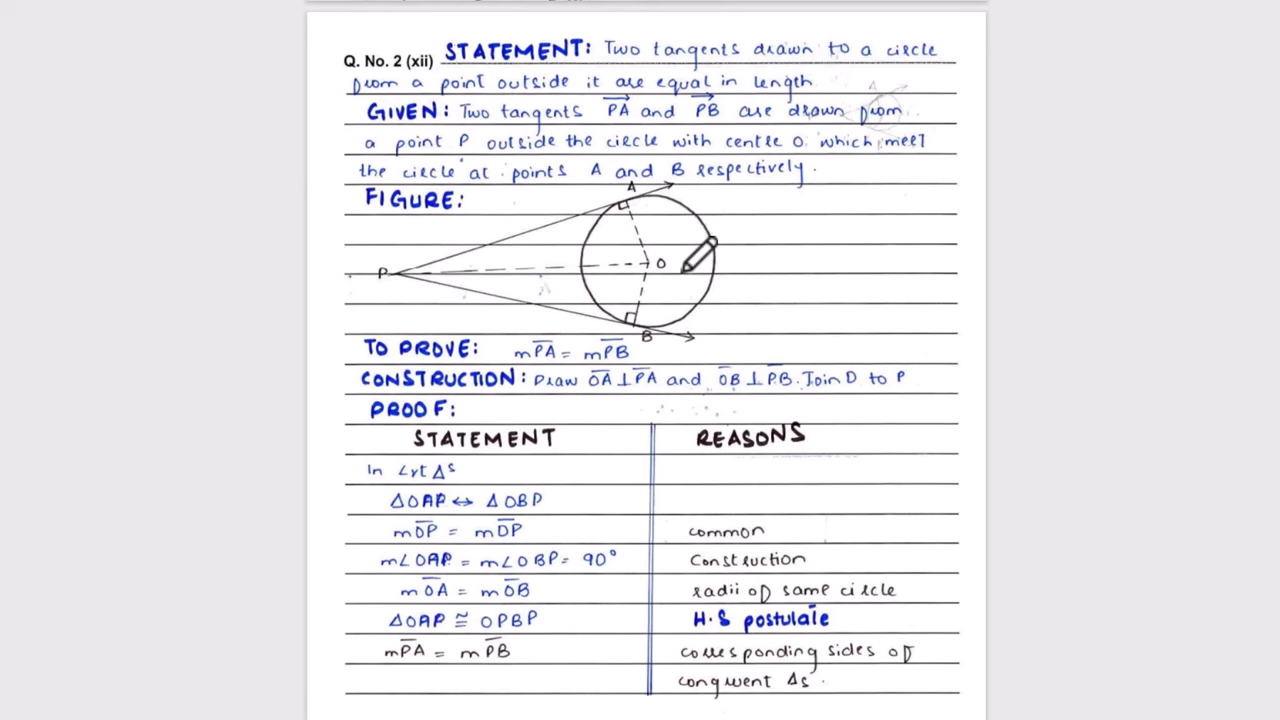 Q. No. 2 (xii) STATEMENT: Two tangents drawn to a circle
from a point outside it are equal in length
GIVEN: Two tangents PA and PB are drawn from
a point P outside the circle with centre O which meet
the circle at points A and B respectively.
FIGURE:
A
P
O
B
TO PROVE: mPA = mPB
CONSTRUCTION: Draw OA⊥PA and OB⊥PB. Join O to P
PROOF:
STATEMENT REASONS
In ∠rt Δs
ΔOAP ↔ ΔOBP
mOP = mOP common
m∠OAP = m∠OBP = 90° Construction
mOA = mOB radii of same circle
ΔOAP ≅ OPBP H.S postulate
mPA = mPB corresponding sides of
congruent Δs.